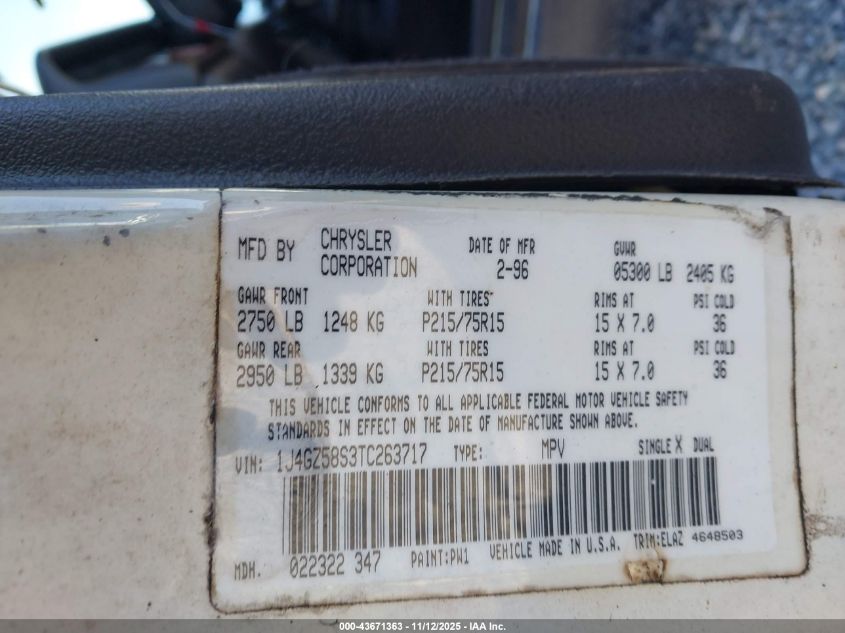 MFD BY CHRYSLER CORPORATION DATE OF MFR 2-96 GVWR 05300 LB 2405 KG
GAWR FRONT WITH TIRES RIMS AT PSI COLD
2750 LB 1248 KG P215/75R15 15 X 7.0 36
GAWR REAR WITH TIRES RIMS AT PSI COLD
2950 LB 1339 KG P215/75R15 15 X 7.0 36
THIS VEHICLE CONFORMS TO ALL APPLICABLE FEDERAL MOTOR VEHICLE SAFETY
STANDARDS IN EFFECT ON THE DATE OF MANUFACTURE SHOWN ABOVE.
VIN: 1J4GZ58S3TC263717 TYPE: MPV SINGLE X DUAL
MDH. 022322 347 PAINT:PW1 VEHICLE MADE IN U.S.A. TRIM:ELAZ 4648503
000-43671363 - 11/12/2025 - IAA Inc.